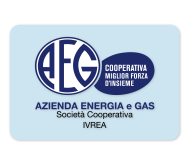 AEG
COOPERATIVA
MIGLIOR FORZA
D'INSIEME
AZIENDA ENERGIA e GAS
Società Cooperativa
IVREA